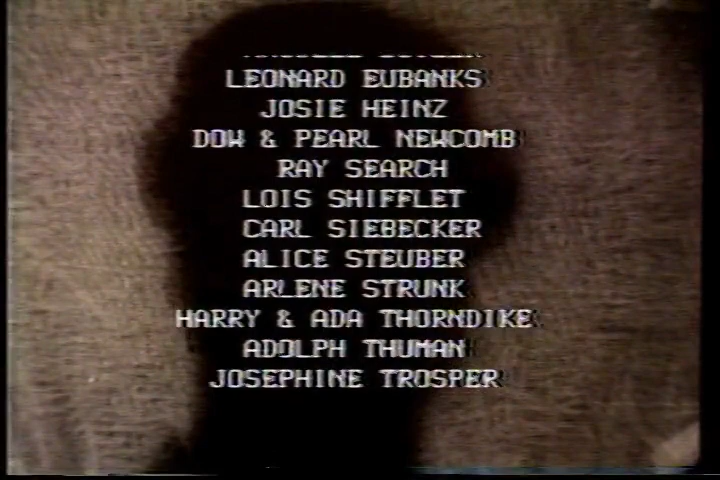 LEONARD EUBANKS
JOSIE HEINZ
DOW & PEARL NEWCOMB
RAY SEARCH
LOIS SHIFFLET
CARL SIEBECKER
ALICE STEUBER
ARLENE STRUNK
HARRY & ADA THORNDIKE
ADOLPH THUMAN
JOSEPHINE TROSPER